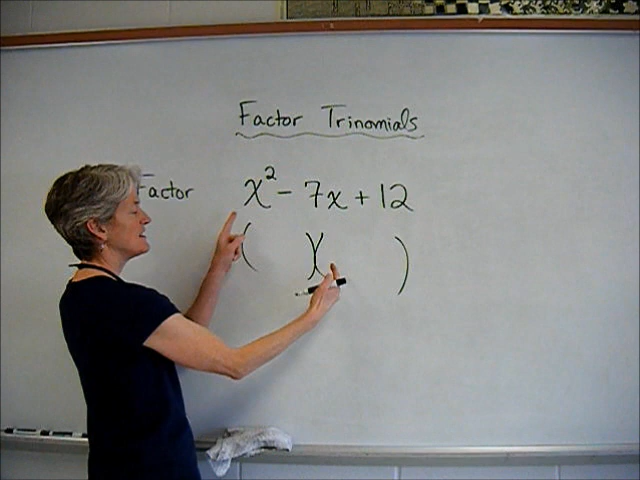 Factor Trinomials
Factor x² - 7x + 12
(    )(    )